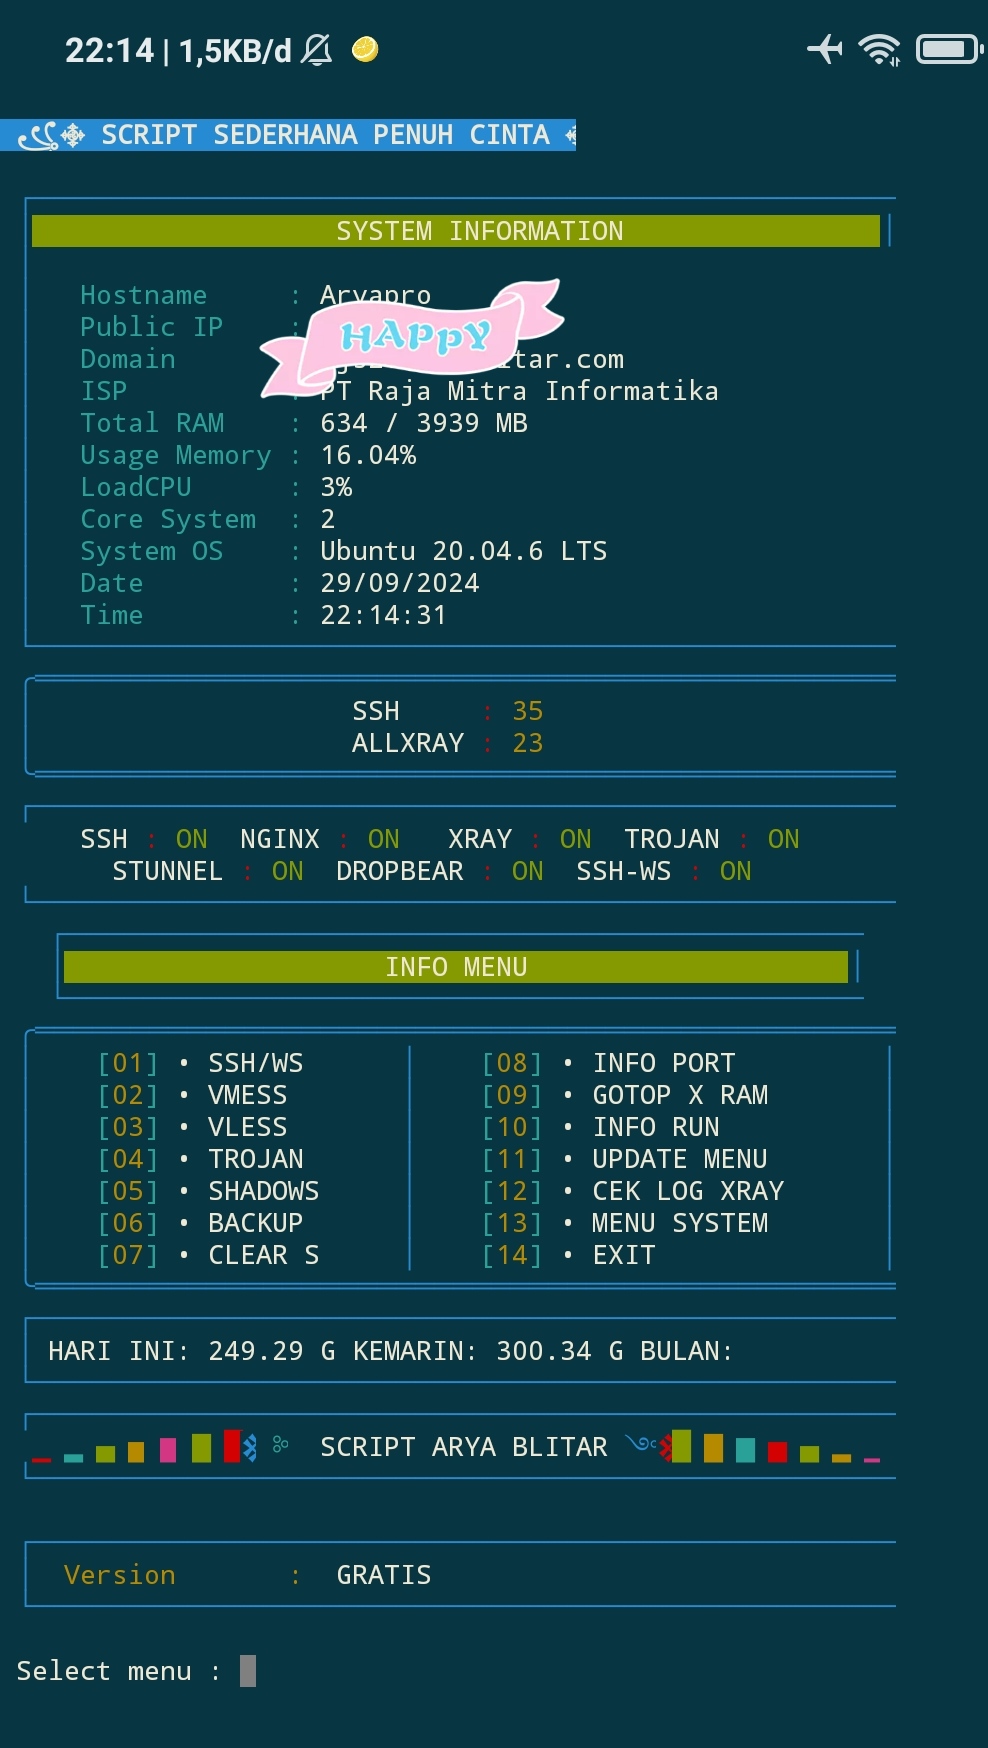 22:14 | 1,5KB/d
SCRIPT SEDERHANA PENUH CINTA
SYSTEM INFORMATION
Hostname : Aryapro
Public IP :
HAppY
Domain itar.com
ISP : PT Raja Mitra Informatika
Total RAM : 634 / 3939 MB
Usage Memory : 16.04%
LoadCPU : 3%
Core System : 2
System OS : Ubuntu 20.04.6 LTS
Date : 29/09/2024
Time : 22:14:31
SSH : 35
ALLXRAY : 23
SSH : ON NGINX : ON XRAY : ON TROJAN : ON
STUNNEL : ON DROPBEAR : ON SSH-WS : ON
INFO MENU
[01] • SSH/WS
[02] • VMESS
[03] • VLESS
[04] • TROJAN
[05] • SHADOWS
[06] • BACKUP
[07] • CLEAR S
[08] • INFO PORT
[09] • GOTOP X RAM
[10] • INFO RUN
[11] • UPDATE MENU
[12] • CEK LOG XRAY
[13] • MENU SYSTEM
[14] • EXIT
HARI INI: 249.29 G KEMARIN: 300.34 G BULAN:
SCRIPT ARYA BLITAR
Version : GRATIS
Select menu :